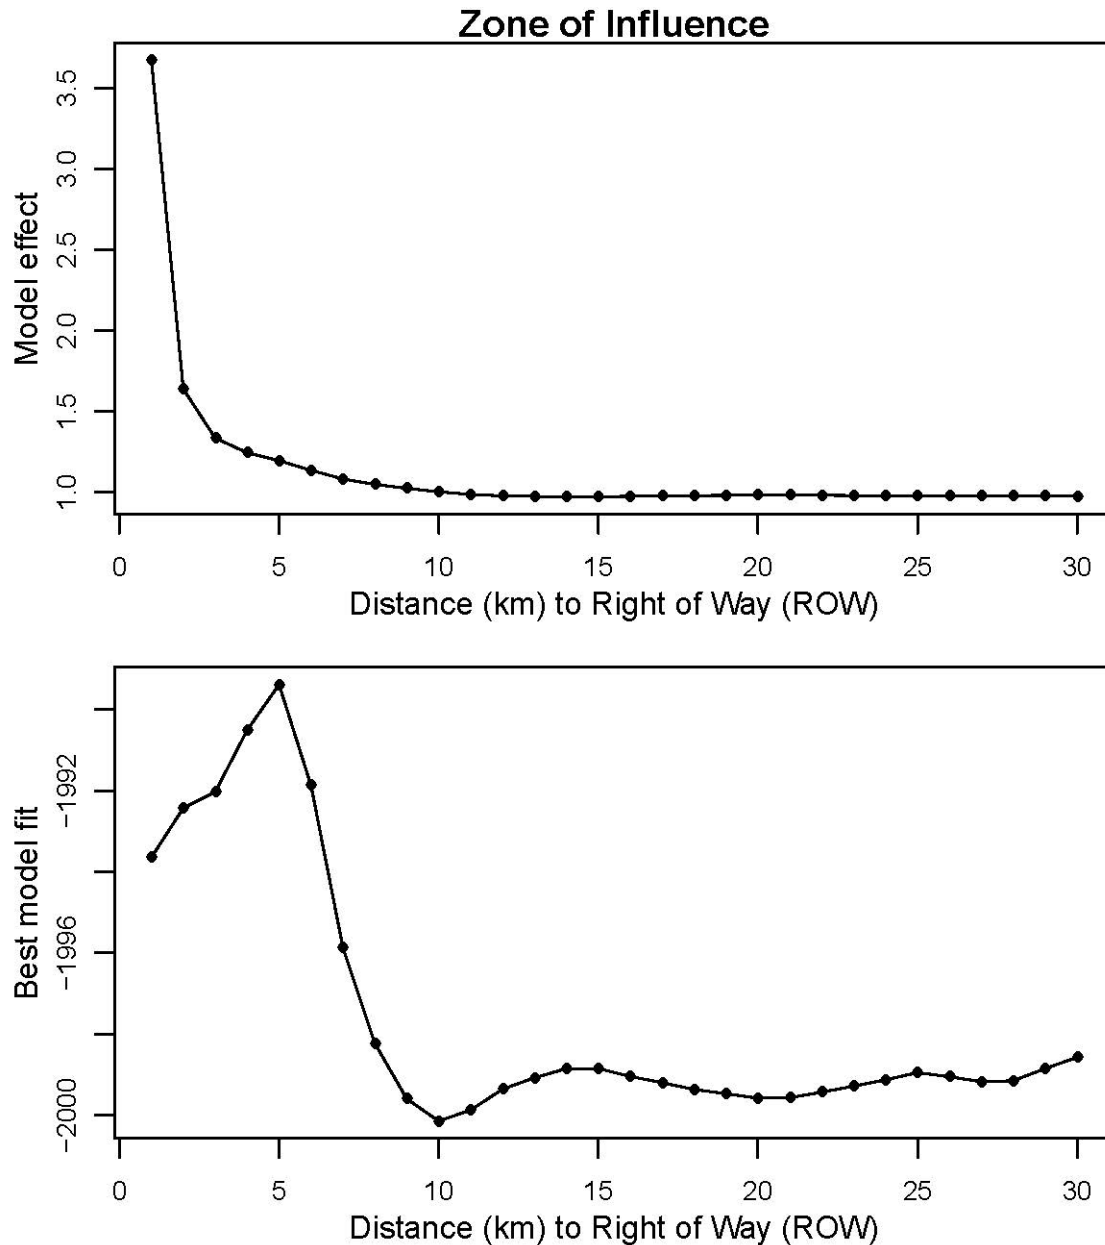 Zone of Influence
Model effect
3.5
3.0
2.5
2.0
1.5
1.0
0 5 10 15 20 25 30
Distance (km) to Right of Way (ROW)
Best model fit
−1992
−1996
−2000
0 5 10 15 20 25 30
Distance (km) to Right of Way (ROW)